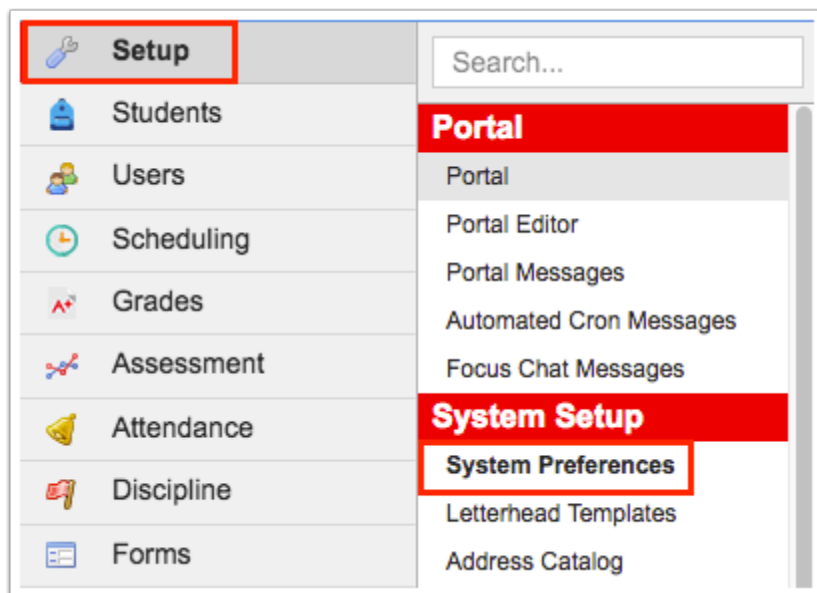 Setup
Students
Users
Scheduling
Grades
A+
Assessment
Attendance
Discipline
Forms
Search...
Portal
Portal
Portal Editor
Portal Messages
Automated Cron Messages
Focus Chat Messages
System Setup
System Preferences
Letterhead Templates
Address Catalog